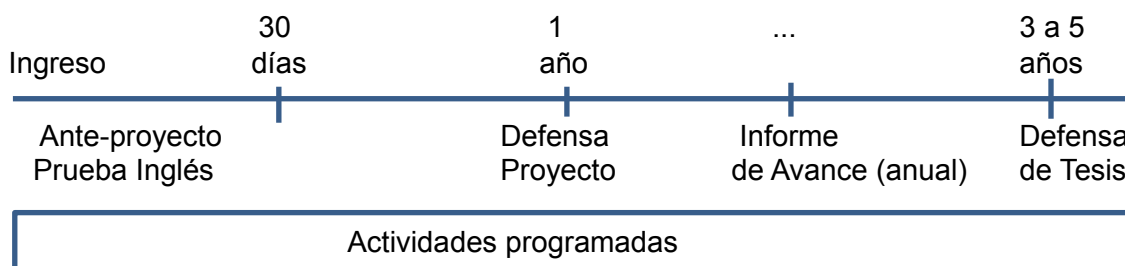 30 días
1 año
...
3 a 5 años
Ingreso
Ante-proyecto
Prueba Inglés
Defensa
Proyecto
Informe
de Avance (anual)
Defensa
de Tesis
Actividades programadas